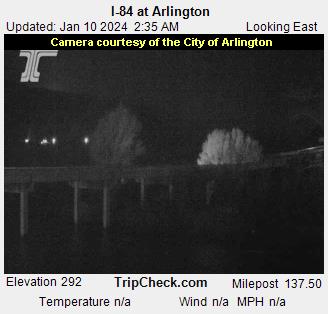 I-84 at Arlington
Updated: Jan 10 2024 2:35 AM Looking East
Camera courtesy of the City of Arlington
Elevation 292 TripCheck.com Milepost 137.50
Temperature n/a Wind n/a MPH n/a